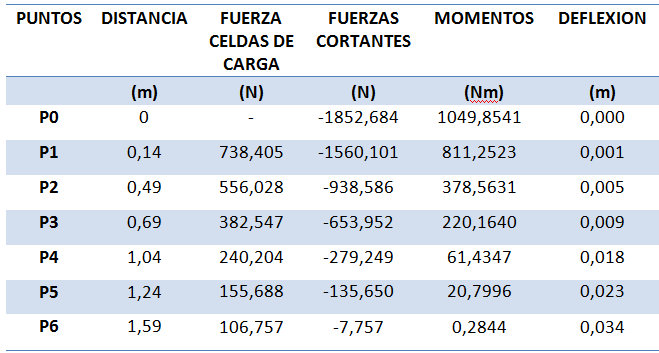 PUNTOS DISTANCIA FUERZA CELDAS DE CARGA FUERZAS CORTANTES MOMENTOS DEFLEXION
(m) (N) (N) (Nm) (m)
P0 0 - -1852,684 1049,8541 0,000
P1 0,14 738,405 -1560,101 811,2523 0,001
P2 0,49 556,028 -938,586 378,5631 0,005
P3 0,69 382,547 -653,952 220,1640 0,009
P4 1,04 240,204 -279,249 61,4347 0,018
P5 1,24 155,688 -135,650 20,7996 0,023
P6 1,59 106,757 -7,757 0,2844 0,034